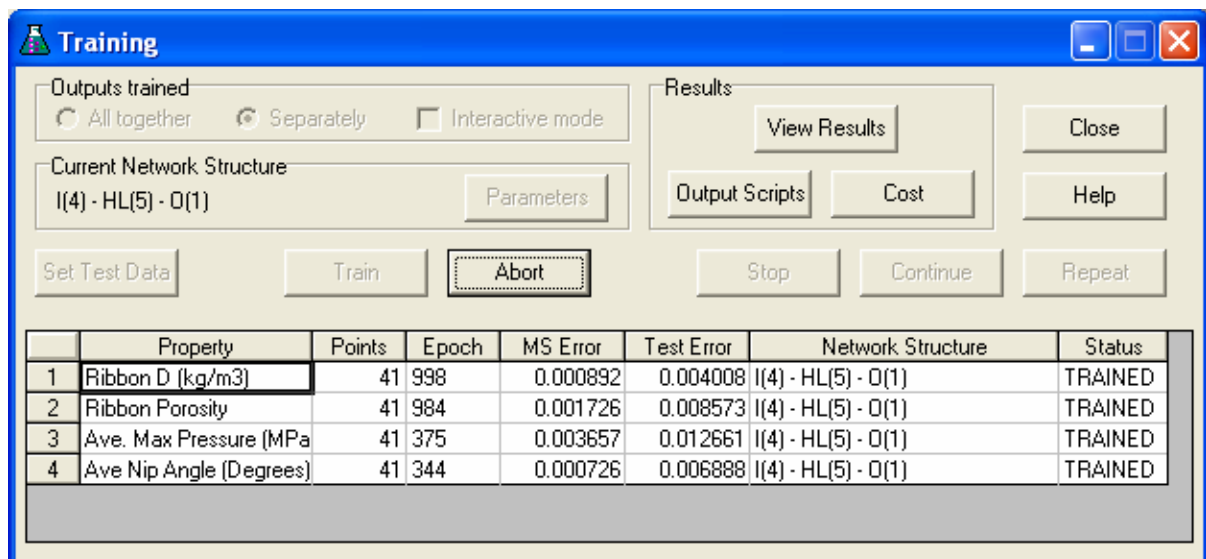 Training
Outputs trained
All together Separately Interactive mode
Results
View Results
Close
Current Network Structure
I(4) - HL(5) - O(1)
Parameters
Output Scripts Cost
Help
Set Test Data Train Abort Stop Continue Repeat
Property Points Epoch MS Error Test Error Network Structure Status
1 Ribbon D (kg/m3) 41 998 0.000892 0.004008 I(4) - HL(5) - O(1) TRAINED
2 Ribbon Porosity 41 984 0.001726 0.008573 I(4) - HL(5) - O(1) TRAINED
3 Ave. Max Pressure (MPa 41 375 0.003657 0.012661 I(4) - HL(5) - O(1) TRAINED
4 Ave Nip Angle (Degrees) 41 344 0.000726 0.006888 I(4) - HL(5) - O(1) TRAINED